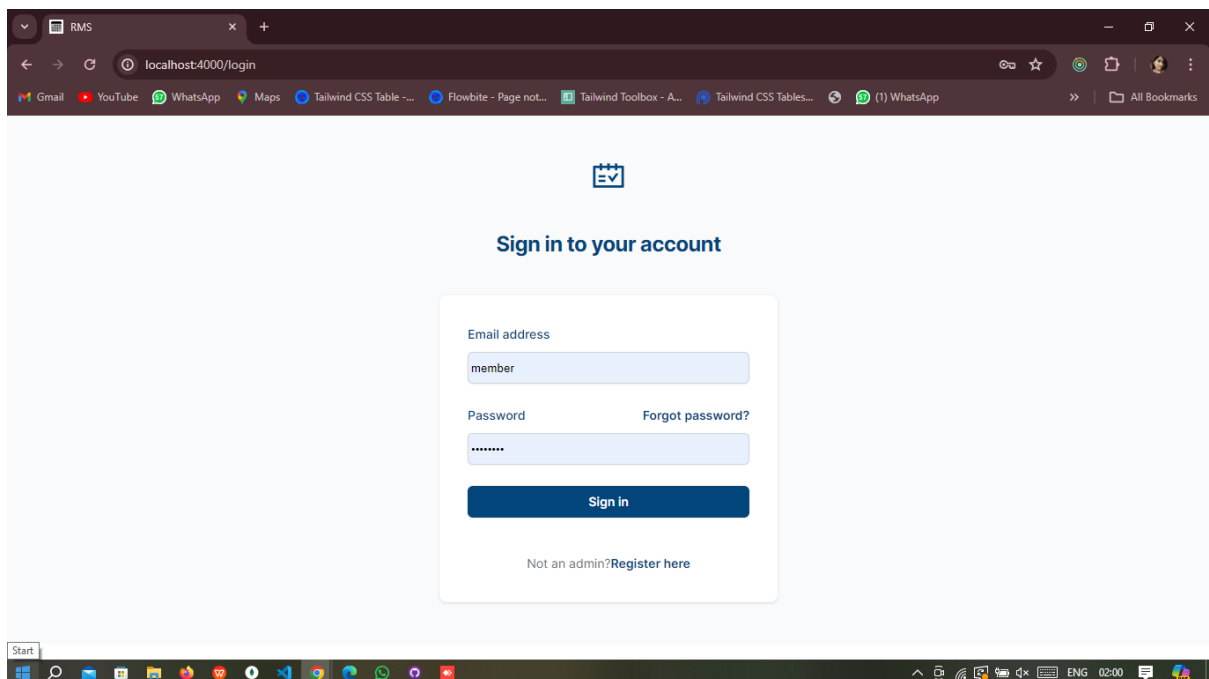 RMS
localhost:4000/login
Gmail YouTube WhatsApp Maps Tailwind CSS Table -... Flowbite - Page not... Tailwind Toolbox - A... Tailwind CSS Tables... (1) WhatsApp All Bookmarks
Sign in to your account
Email address
member
Password Forgot password?
••••••••
Sign in
Not an admin?Register here
Start
ENG 02:00